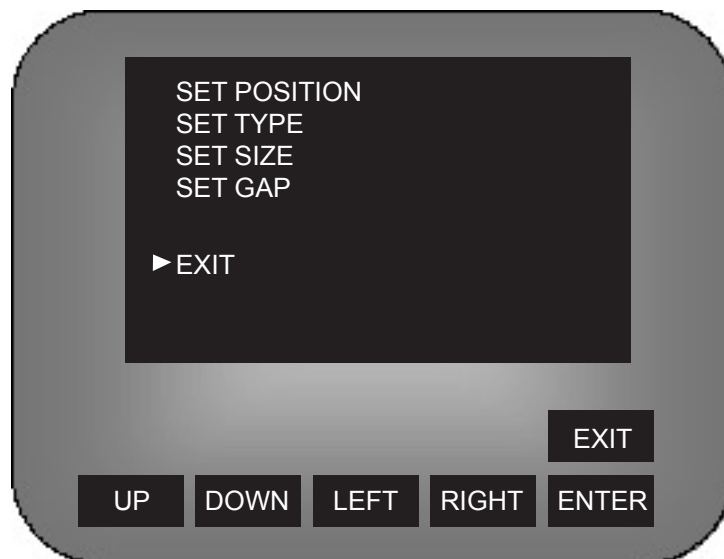 SET POSITION
SET TYPE
SET SIZE
SET GAP
EXIT
EXIT
UP DOWN LEFT RIGHT ENTER